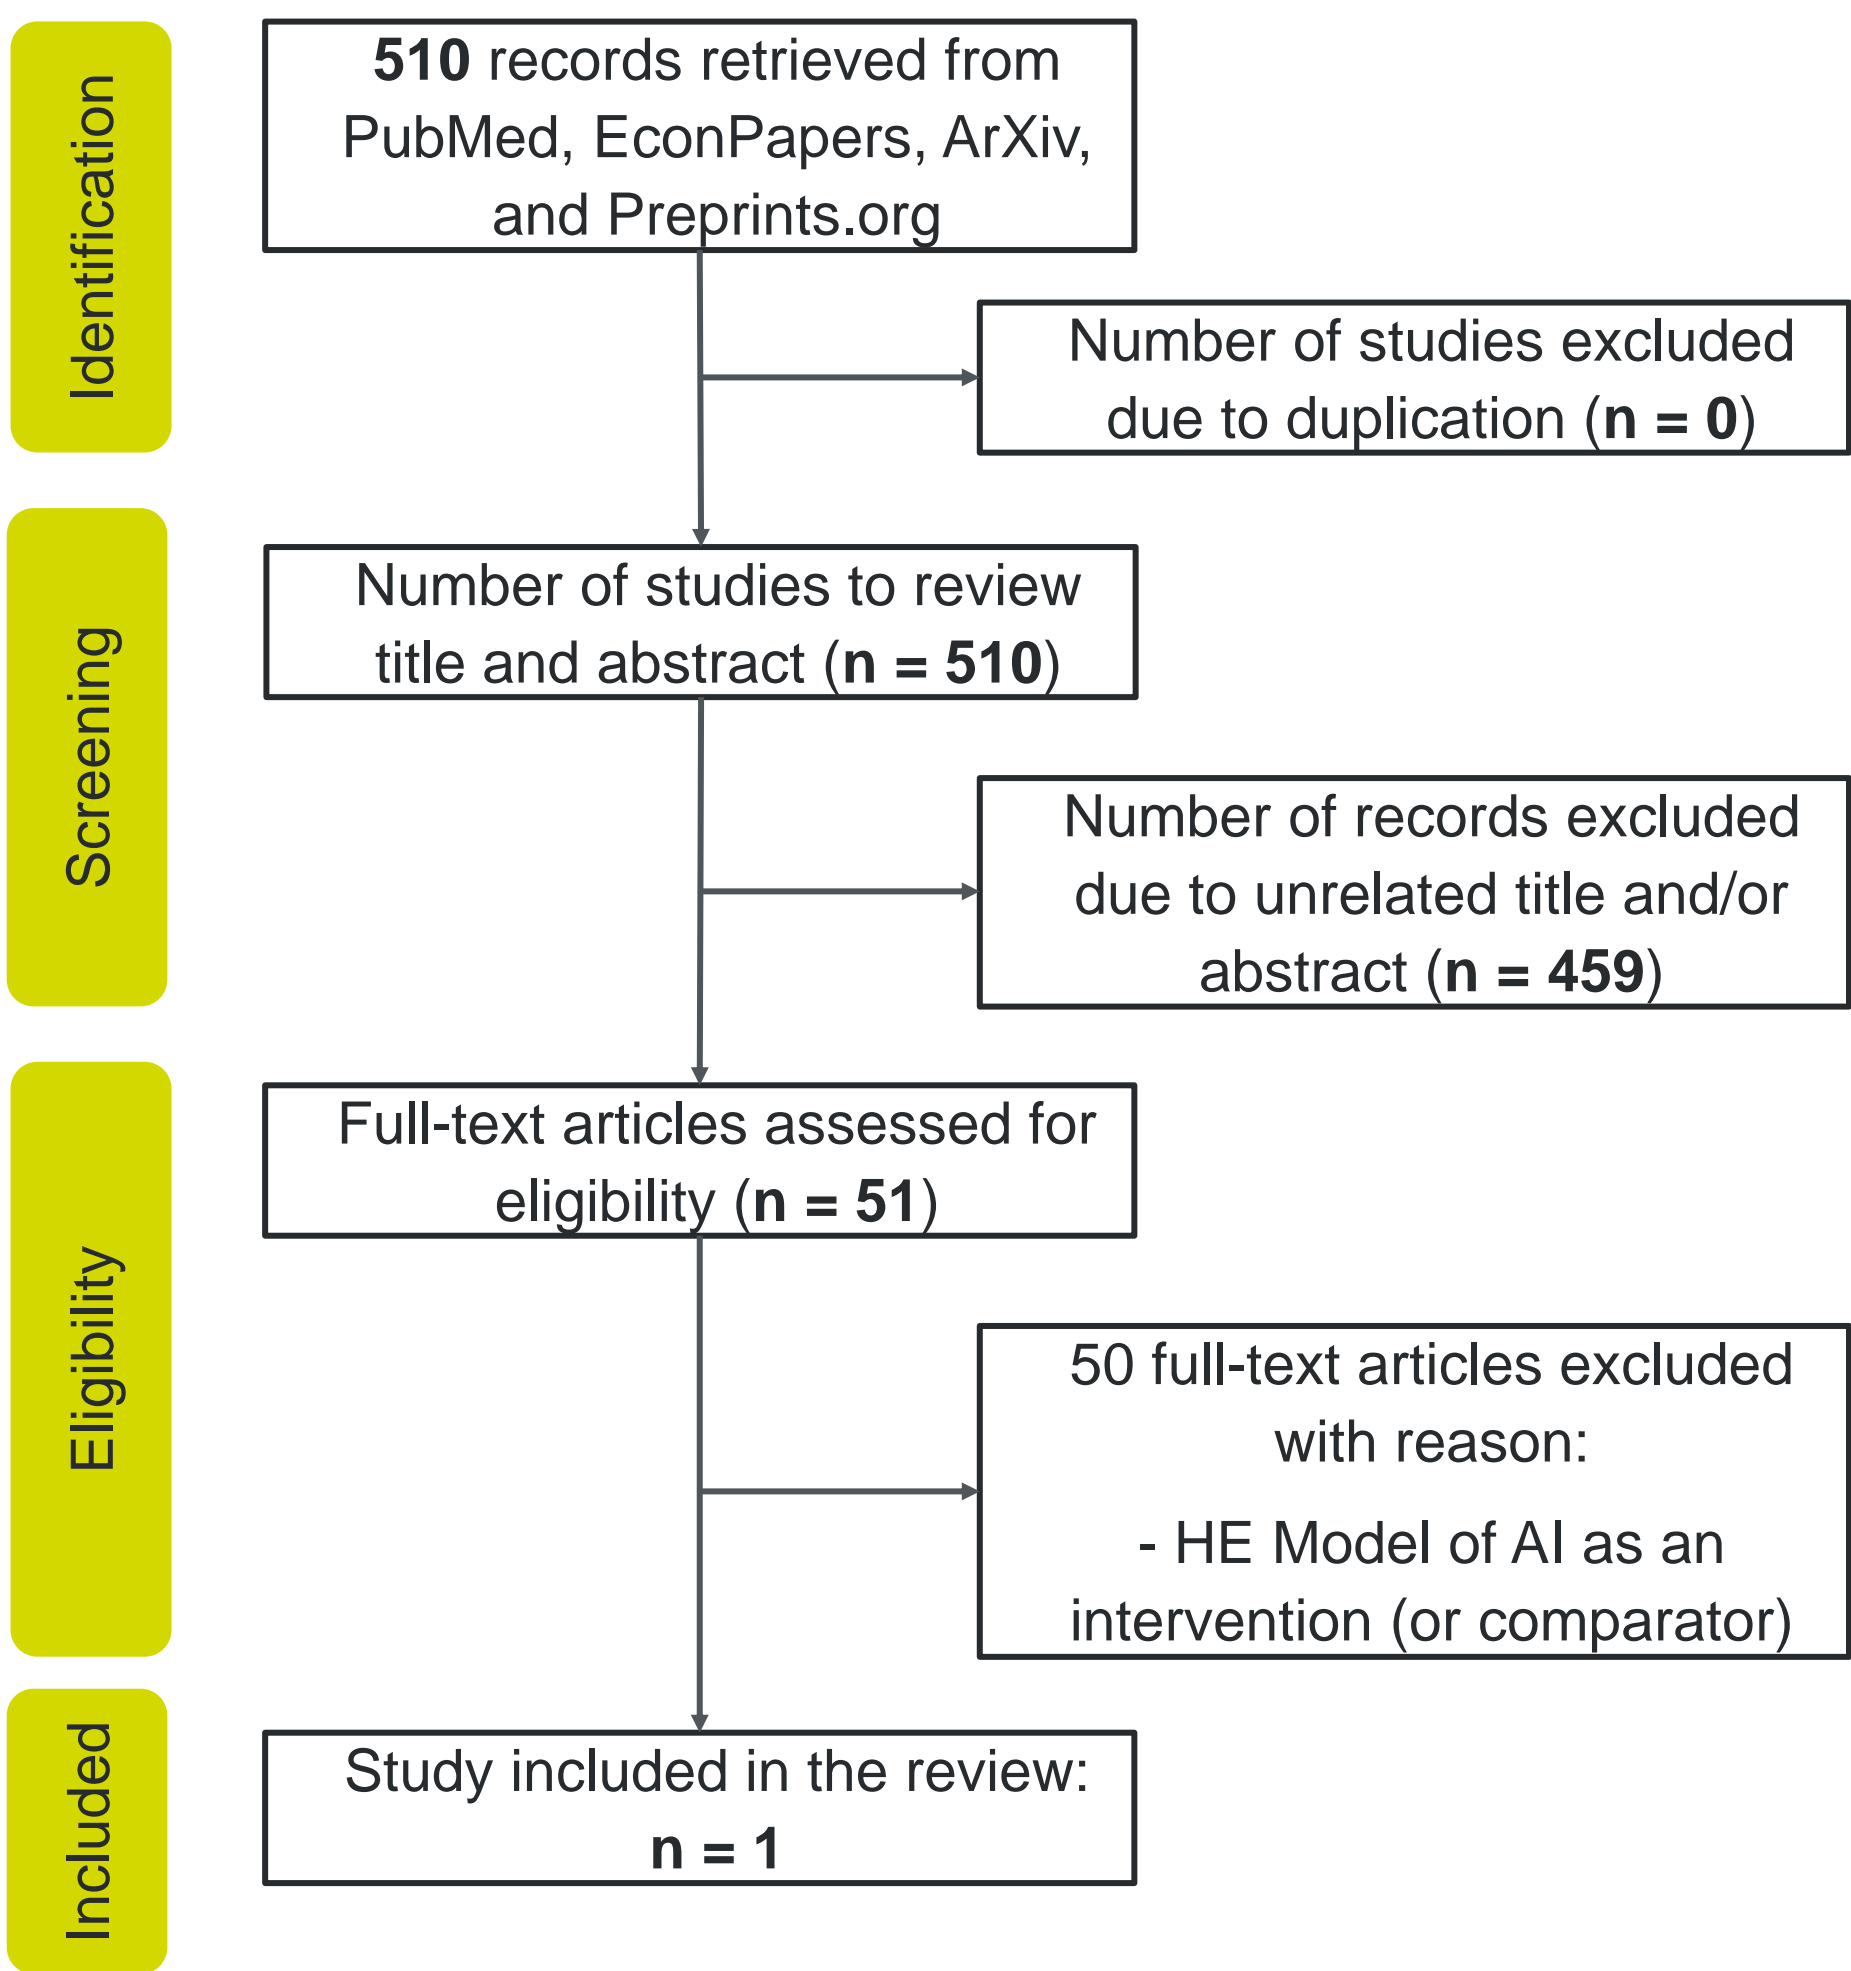 Identification
510 records retrieved from
PubMed, EconPapers, ArXiv,
and Preprints.org
Number of studies excluded
due to duplication (n = 0)
Screening
Number of studies to review
title and abstract (n = 510)
Number of records excluded
due to unrelated title and/or
abstract (n = 459)
Eligibility
Full-text articles assessed for
eligibility (n = 51)
50 full-text articles excluded
with reason:
- HE Model of AI as an
intervention (or comparator)
Included
Study included in the review:
n = 1